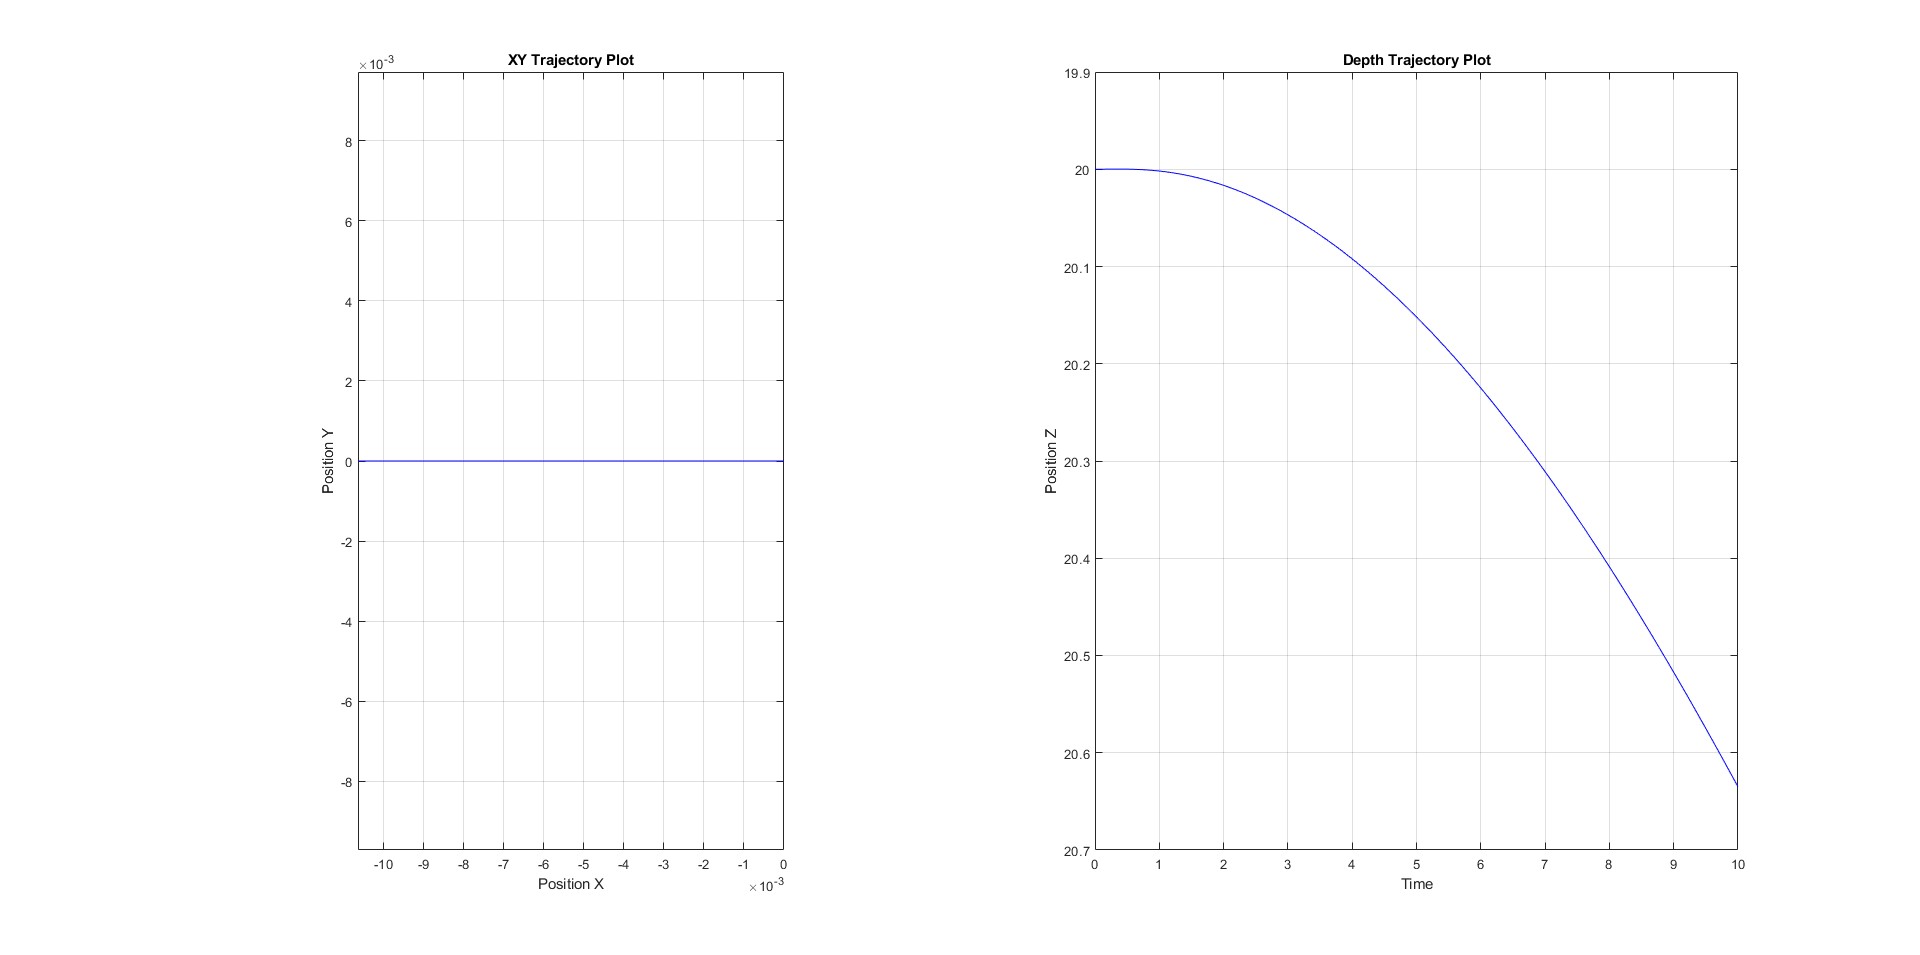 XY Trajectory Plot
×10-3
8
6
4
2
0
-2
-4
-6
-8
Position Y
-10 -9 -8 -7 -6 -5 -4 -3 -2 -1 0
Position X
×10-3
Depth Trajectory Plot
19.9
20
20.1
20.2
20.3
20.4
20.5
20.6
20.7
Position Z
0 1 2 3 4 5 6 7 8 9 10
Time